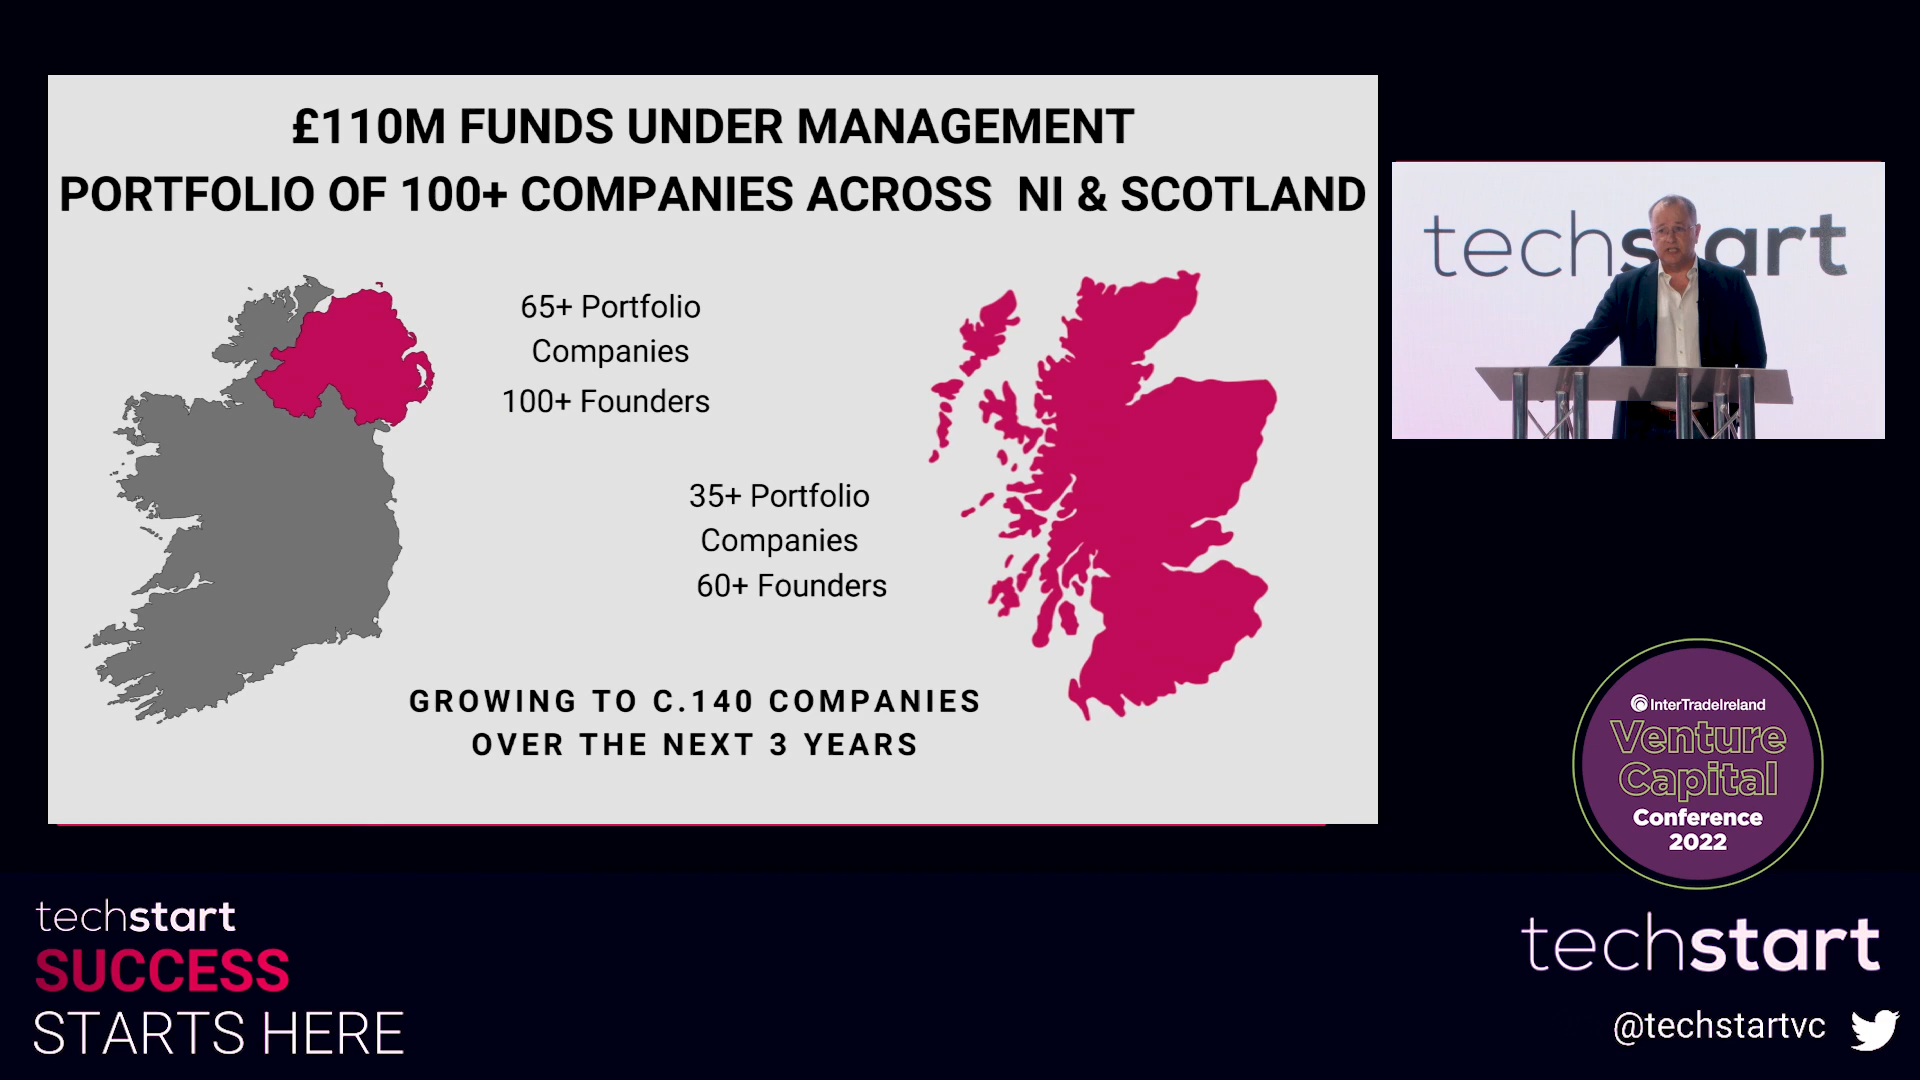 £110M FUNDS UNDER MANAGEMENT
PORTFOLIO OF 100+ COMPANIES ACROSS NI & SCOTLAND
65+ Portfolio
Companies
100+ Founders
35+ Portfolio
Companies
60+ Founders
GROWING TO C.140 COMPANIES
OVER THE NEXT 3 YEARS
techstart
InterTradeIreland
Venture
Capital
Conference
2022
techstart
SUCCESS
STARTS HERE
techstart
@techstartvc